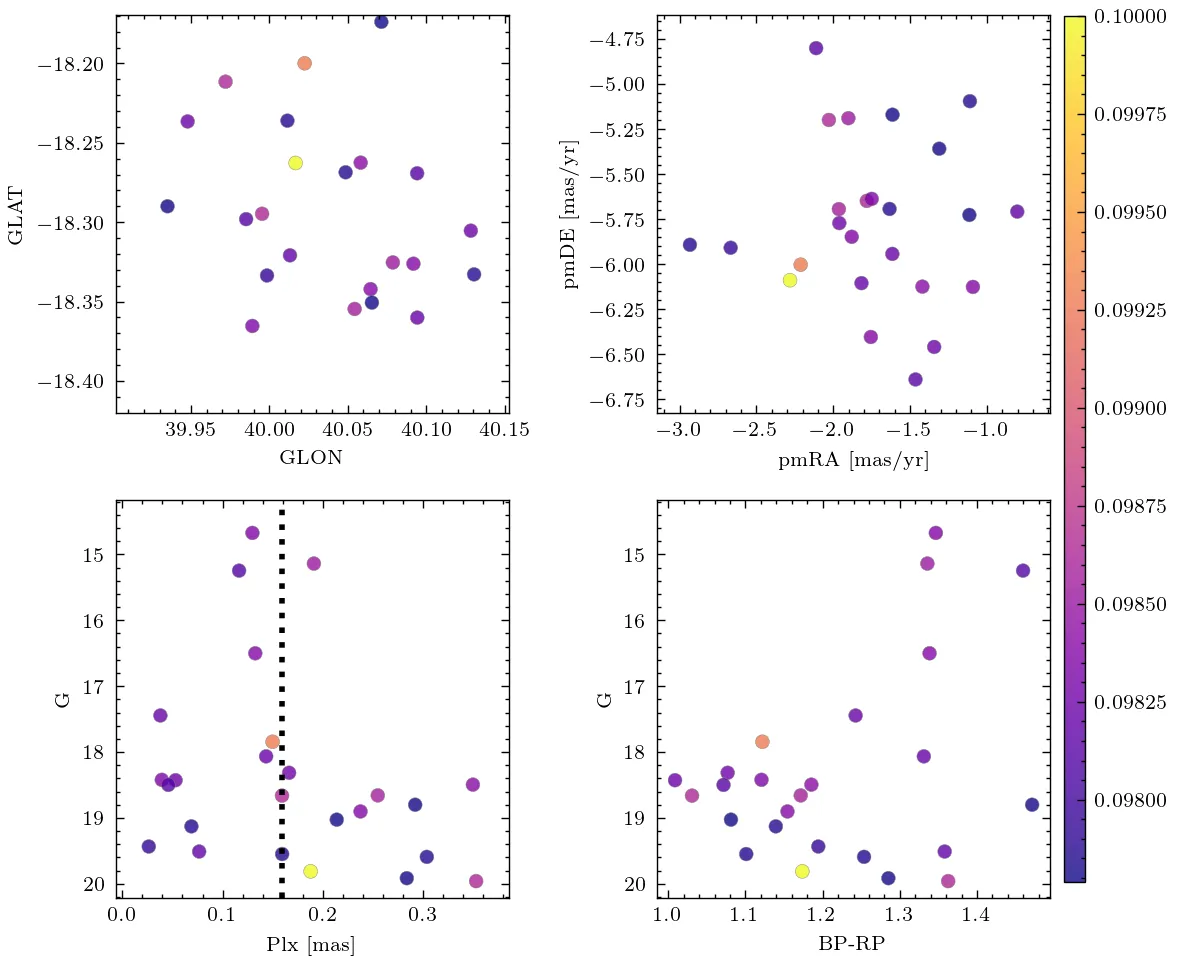 −18.20
−18.25
−18.30
−18.35
−18.40
GLAT
39.95 40.00 40.05 40.10 40.15
GLON
−4.75
−5.00
−5.25
−5.50
−5.75
−6.00
−6.25
−6.50
−6.75
pmDE [mas/yr]
−3.0 −2.5 −2.0 −1.5 −1.0
pmRA [mas/yr]
15
16
17
18
19
20
G
0.0 0.1 0.2 0.3
Plx [mas]
15
16
17
18
19
20
G
1.0 1.1 1.2 1.3 1.4
BP-RP
0.10000
0.09975
0.09950
0.09925
0.09900
0.09875
0.09850
0.09825
0.09800